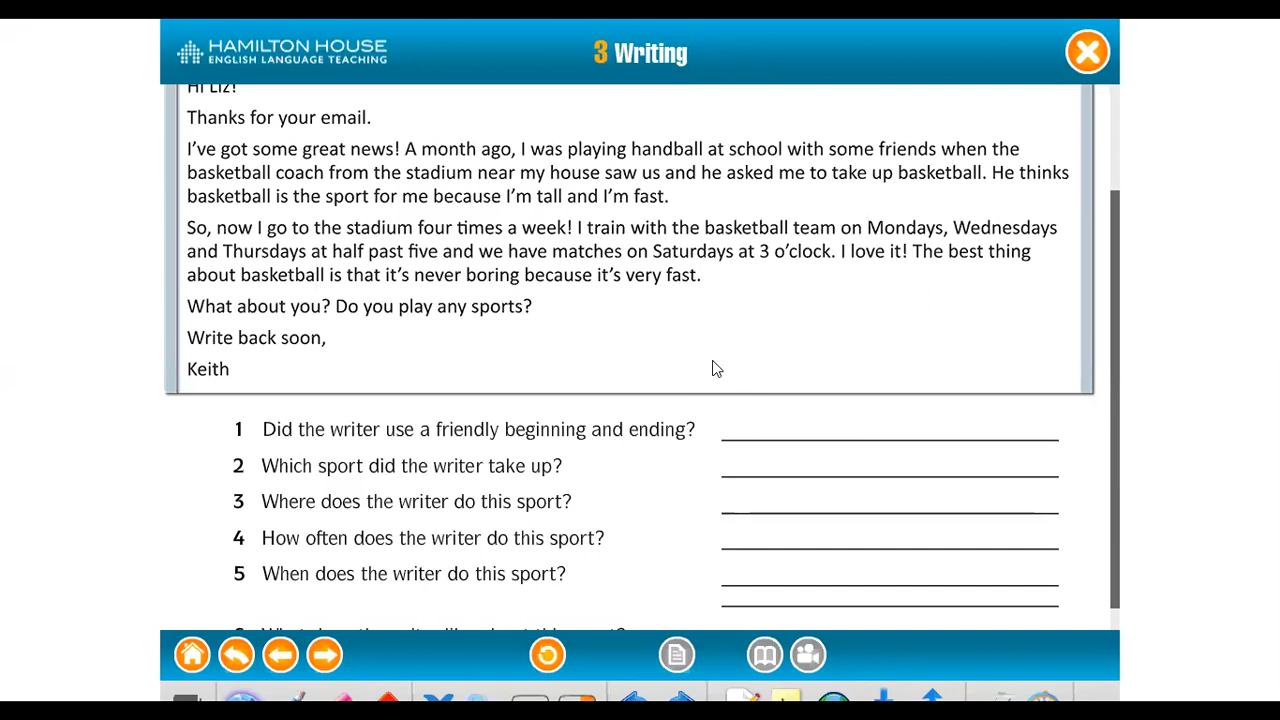 HAMILTON HOUSE
ENGLISH LANGUAGE TEACHING
3 Writing
Hi Liz!
Thanks for your email.
I've got some great news! A month ago, I was playing handball at school with some friends when the
basketball coach from the stadium near my house saw us and he asked me to take up basketball. He thinks
basketball is the sport for me because I'm tall and I'm fast.
So, now I go to the stadium four times a week! I train with the basketball team on Mondays, Wednesdays
and Thursdays at half past five and we have matches on Saturdays at 3 o'clock. I love it! The best thing
about basketball is that it's never boring because it's very fast.
What about you? Do you play any sports?
Write back soon,
Keith
1 Did the writer use a friendly beginning and ending?
2 Which sport did the writer take up?
3 Where does the writer do this sport?
4 How often does the writer do this sport?
5 When does the writer do this sport?